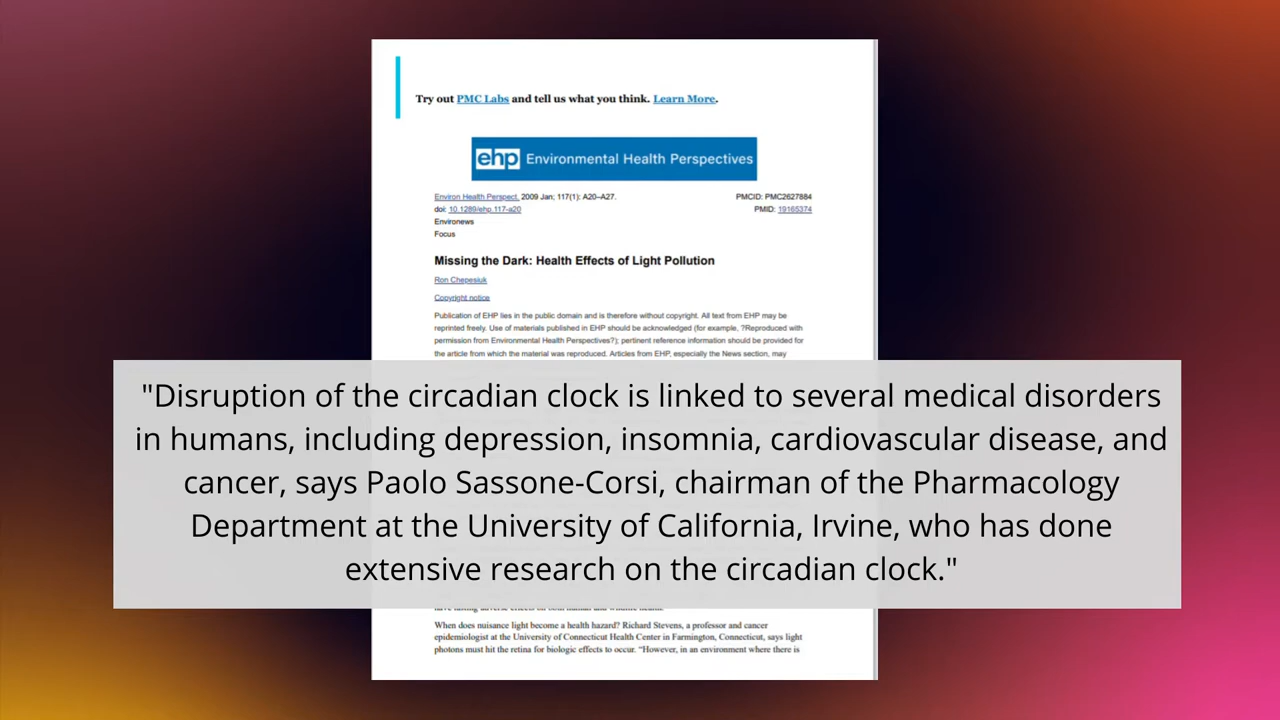 Try out PMC Labs and tell us what you think. Learn More.
ehp Environmental Health Perspectives
Environ Health Perspect. 2009 Jan; 117(1): A20–A27.
PMCID: PMC2627884
doi: 10.1289/ehp.117-a20
PMID: 19165374
Environews
Focus
Missing the Dark: Health Effects of Light Pollution
Ron Chepesiuk
Copyright notice
Publication of EHP lies in the public domain and is therefore without copyright. All text from EHP may be
reprinted freely. Use of materials published in EHP should be acknowledged (for example, ?Reproduced with
permission from Environmental Health Perspectives?); pertinent reference information should be provided for
the article from which the material was reproduced. Articles from EHP, especially the News section, may
"Disruption of the circadian clock is linked to several medical disorders
in humans, including depression, insomnia, cardiovascular disease, and
cancer, says Paolo Sassone-Corsi, chairman of the Pharmacology
Department at the University of California, Irvine, who has done
extensive research on the circadian clock."
have lasting adverse effects on both human and wildlife health.
When does nuisance light become a health hazard? Richard Stevens, a professor and cancer
epidemiologist at the University of Connecticut Health Center in Farmington, Connecticut, says light
photons must hit the retina for biologic effects to occur. “However, in an environment where there is